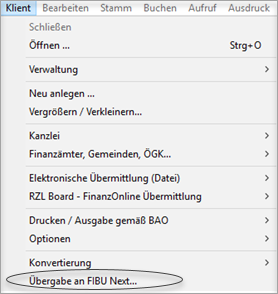 Klient Bearbeiten Stamm Buchen Aufruf Ausdruck
Schließen
Öffnen ... Strg+O
Verwaltung
Neu anlegen ...
Vergrößern / Verkleinern...
Kanzlei
Finanzämter, Gemeinden, ÖGK...
Elektronische Übermittlung (Datei)
RZL Board - FinanzOnline Übermittlung
Drucken / Ausgabe gemäß BAO
Optionen
Konvertierung
Übergabe an FIBU Next...